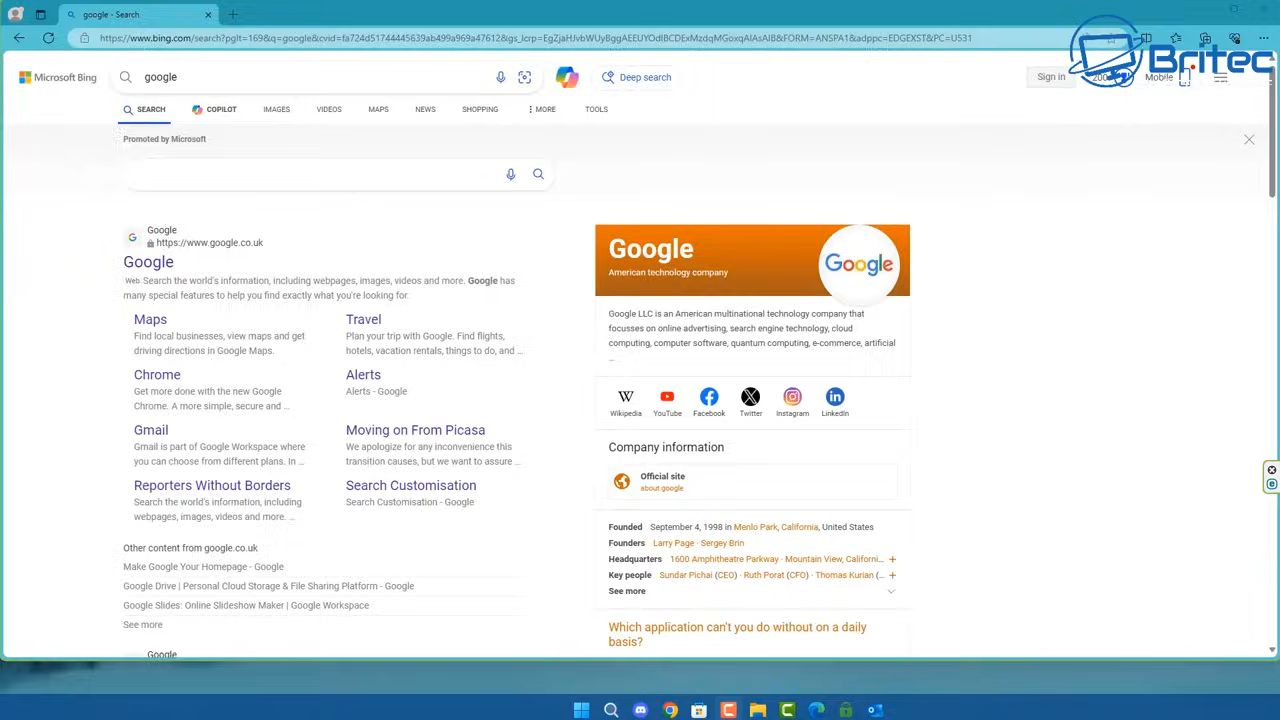 google - Search
https://www.bing.com/search?pglt=169&q=google&cvid=fa724d51744445639ab499a969a47612&gs_lcrp=EgZjaHJvbWUyBggAEEUYOdIBCDExMzdqMGoxqAIAsAIB&FORM=ANSPA1&adppc=EDGEXST&PC=U531
Microsoft Bing
google
Deep search
Sign in
Mobile
Britec
SEARCH
COPILOT
IMAGES
VIDEOS
MAPS
NEWS
SHOPPING
MORE
TOOLS
Promoted by Microsoft
Google
https://www.google.co.uk
Google
Web Search the world's information, including webpages, images, videos and more. Google has
many special features to help you find exactly what you're looking for.
Maps
Find local businesses, view maps and get
driving directions in Google Maps.
Travel
Plan your trip with Google. Find flights,
hotels, vacation rentals, things to do, and ...
Chrome
Get more done with the new Google
Chrome. A more simple, secure and ...
Alerts
Alerts - Google
Gmail
Gmail is part of Google Workspace where
you can choose from different plans. In ...
Moving on From Picasa
We apologize for any inconvenience this
transition causes, but we want to assure ...
Reporters Without Borders
Search the world's information, including
webpages, images, videos and more. ...
Search Customisation
Search Customisation - Google
Other content from google.co.uk
Make Google Your Homepage - Google
Google Drive | Personal Cloud Storage & File Sharing Platform - Google
Google Slides: Online Slideshow Maker | Google Workspace
See more
Google
Google
American technology company
Google
Google LLC is an American multinational technology company that
focusses on online advertising, search engine technology, cloud
computing, computer software, quantum computing, e-commerce, artificial
...
Wikipedia
YouTube
Facebook
Twitter
Instagram
LinkedIn
Company information
Official site
about.google
Founded September 4, 1998 in Menlo Park, California, United States
Founders Larry Page · Sergey Brin
Headquarters 1600 Amphitheatre Parkway · Mountain View, Californi...
Key people Sundar Pichai (CEO) · Ruth Porat (CFO) · Thomas Kurian (...
See more
Which application can't you do without on a daily
basis?